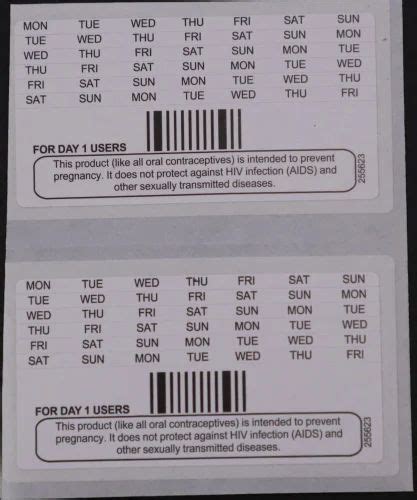 MON TUE WED THU FRI SAT SUN
TUE WED THU FRI SAT SUN MON
WED THU FRI SAT SUN MON TUE
THU FRI SAT SUN MON TUE WED
FRI SAT SUN MON TUE WED THU
SAT SUN MON TUE WED THU FRI
FOR DAY 1 USERS
This product (like all oral contraceptives) is intended to prevent
pregnancy. It does not protect against HIV infection (AIDS) and
other sexually transmitted diseases.
255623
MON TUE WED THU FRI SAT SUN
TUE WED THU FRI SAT SUN MON
WED THU FRI SAT SUN MON TUE
THU FRI SAT SUN MON TUE WED
FRI SAT SUN MON TUE WED THU
SAT SUN MON TUE WED THU FRI
FOR DAY 1 USERS
This product (like all oral contraceptives) is intended to prevent
pregnancy. It does not protect against HIV infection (AIDS) and
other sexually transmitted diseases.
255623